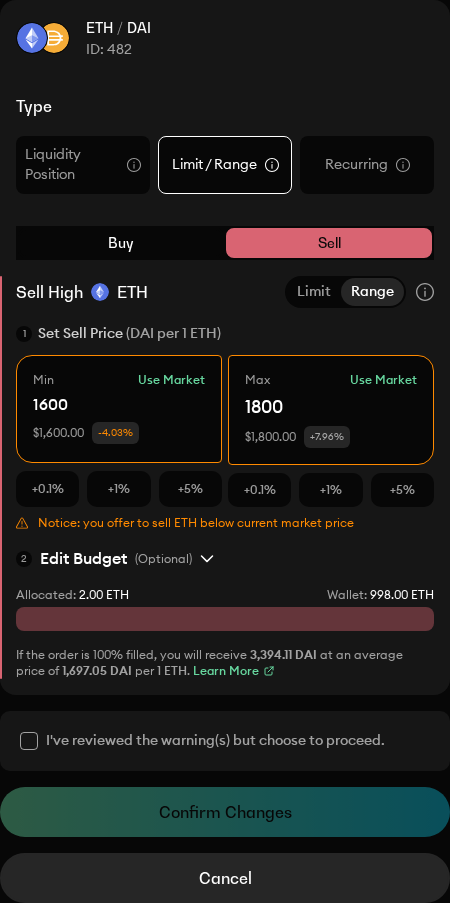 ETH / DAI
ID: 482
Type
Liquidity
Position
Limit / Range
Recurring
Buy
Sell
Sell High ETH
Limit
Range
1 Set Sell Price (DAI per 1 ETH)
Min
Use Market
1600
$1,600.00
-4.03%
Max
Use Market
1800
$1,800.00
+7.96%
+0.1%
+1%
+5%
+0.1%
+1%
+5%
Notice: you offer to sell ETH below current market price
2 Edit Budget (Optional)
Allocated: 2.00 ETH
Wallet: 998.00 ETH
If the order is 100% filled, you will receive 3,394.11 DAI at an average
price of 1,697.05 DAI per 1 ETH. Learn More
I've reviewed the warning(s) but choose to proceed.
Confirm Changes
Cancel